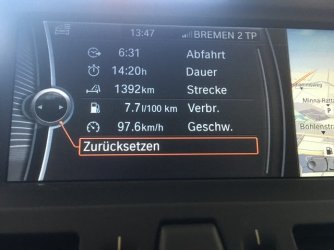 13:47 BREMEN 2 TP
6:31 Abfahrt
14:20h Dauer
1392km Strecke
7.7l/100 km Verbr.
97.6km/h Geschw.
Zurücksetzen